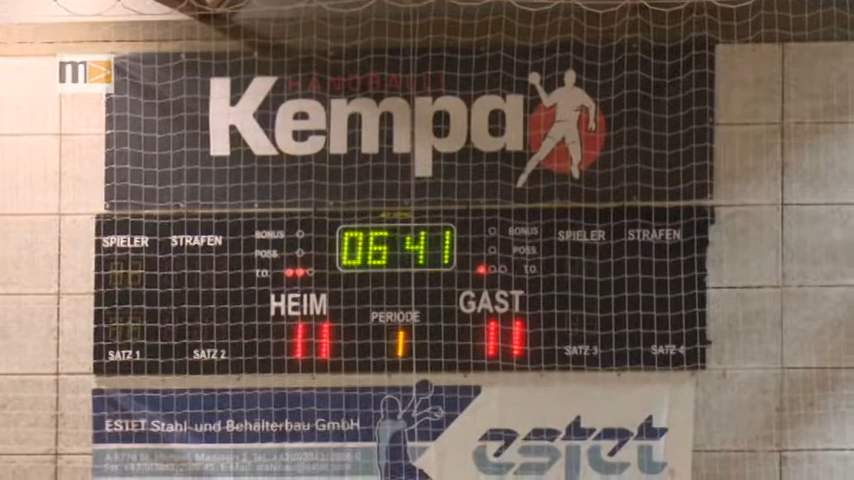 m
HANDBALL
Kempa
SPIELER STRAFEN BONUS 06 41 BONUS SPIELER STRAFEN
POSS. POSS.
T.O. T.O.
HEIM GAST
PERIODE
11 1 11
SATZ 1 SATZ 2 SATZ 3 SATZ 4
ESTET Stahl- und Behälterbau GmbH
estet